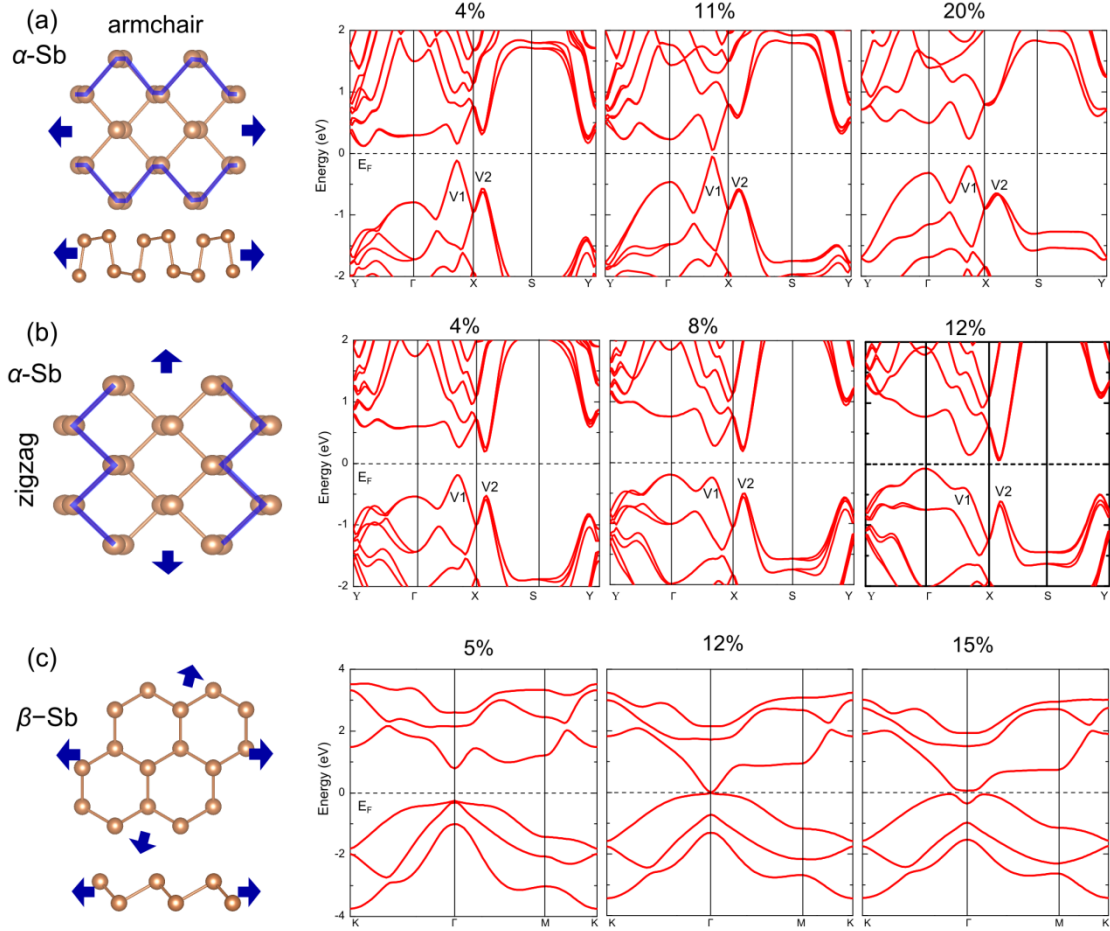 (a)
armchair
α-Sb
4%
11%
20%
Energy (eV)
2
1
0
-1
-2
E_F
V1
V2
V1
V2
V1
V2
Y Γ X S Y
Y Γ X S Y
Y Γ X S Y
(b)
α-Sb
zigzag
4%
8%
12%
Energy (eV)
2
1
0
-1
-2
E_F
V1
V2
V1
V2
V1
V2
Y Γ X S Y
Y Γ X S Y
Y Γ X S Y
(c)
β–Sb
5%
12%
15%
Energy (eV)
4
2
0
-2
-4
E_F
K Γ M K
K Γ M K
K Γ M K